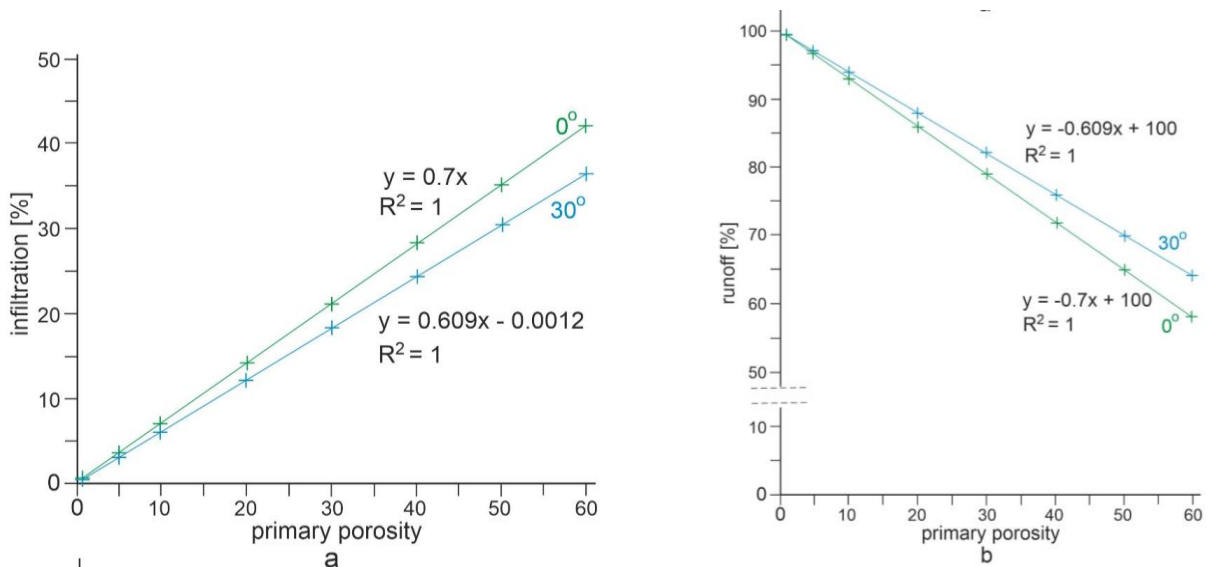 50
40
30
20
10
0
infiltration [%]
0°
y = 0.7x
R² = 1
30°
y = 0.609x - 0.0012
R² = 1
0 10 20 30 40 50 60
primary porosity
a
100
90
80
70
60
50
10
0
runoff [%]
y = -0.609x + 100
R² = 1
30°
y = -0.7x + 100
R² = 1
0°
0 10 20 30 40 50 60
primary porosity
b